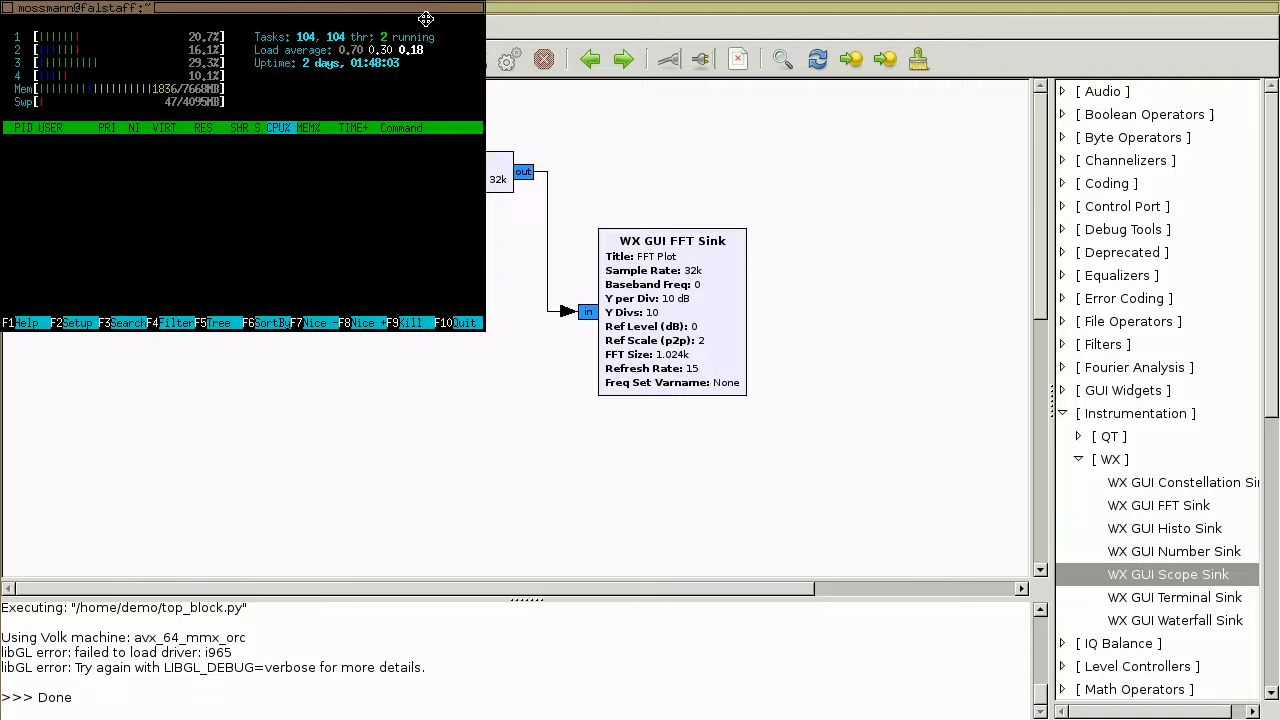 mossmann@falstaff:~
1 [||||||| 20.7%] Tasks: 104, 104 thr; 2 running
2 [||||||| 16.1%] Load average: 0.70 0.30 0.18
3 [||||||||||| 29.3%] Uptime: 2 days, 01:48:03
4 [||||| 10.1%]
Mem[|||||||||||||||||||||1836/7668MB]
Swp[| 47/4095MB]
PID USER PRI NI VIRT RES SHR S CPU% MEM% TIME+ Command
F1Help F2Setup F3Search F4Filter F5Tree F6SortBy F7Nice - F8Nice + F9Kill F10Quit
32k
out
in
WX GUI FFT Sink
Title: FFT Plot
Sample Rate: 32k
Baseband Freq: 0
Y per Div: 10 dB
Y Divs: 10
Ref Level (dB): 0
Ref Scale (p2p): 2
FFT Size: 1.024k
Refresh Rate: 15
Freq Set Varname: None
[ Audio ]
[ Boolean Operators ]
[ Byte Operators ]
[ Channelizers ]
[ Coding ]
[ Control Port ]
[ Debug Tools ]
[ Deprecated ]
[ Equalizers ]
[ Error Coding ]
[ File Operators ]
[ Filters ]
[ Fourier Analysis ]
[ GUI Widgets ]
[ Instrumentation ]
[ QT ]
[ WX ]
WX GUI Constellation Si
WX GUI FFT Sink
WX GUI Histo Sink
WX GUI Number Sink
WX GUI Scope Sink
WX GUI Terminal Sink
WX GUI Waterfall Sink
[ IQ Balance ]
[ Level Controllers ]
[ Math Operators ]
Executing: "/home/demo/top_block.py"
Using Volk machine: avx_64_mmx_orc
libGL error: failed to load driver: i965
libGL error: Try again with LIBGL_DEBUG=verbose for more details.
>>> Done